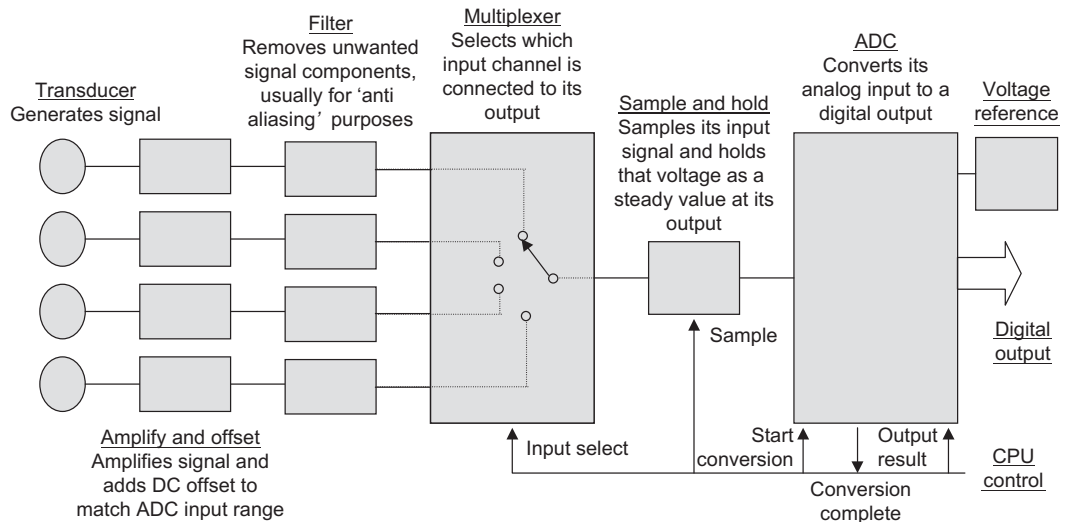 Transducer
Generates signal
Filter
Removes unwanted
signal components,
usually for ‘anti
aliasing’ purposes
Multiplexer
Selects which
input channel is
connected to its
output
Sample and hold
Samples its input
signal and holds
that voltage as a
steady value at its
output
ADC
Converts its
analog input to a
digital output
Voltage
reference
Sample
Digital
output
Amplify and offset
Amplifies signal and
adds DC offset to
match ADC input range
Input select
Start
conversion
Conversion
complete
Output
result
CPU
control